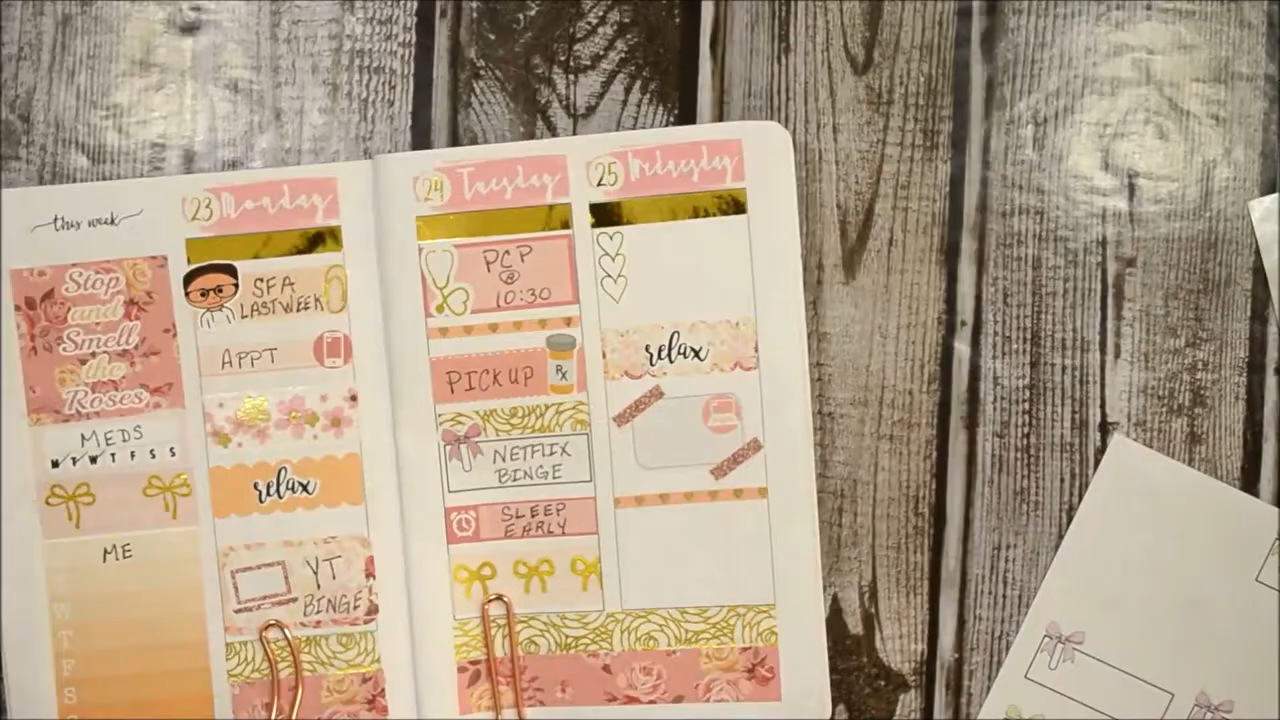 this week
Stop
and
Smell
the
Roses
MEDS
M T W T F S S
ME
W
T
F
S
23 Monday
SFA
LAST WEEK
APPT
relax
YT
BINGE
24 Tuesday
PCP
@
10:30
PICK UP
Rx
NETFLIX
BINGE
SLEEP
EARLY
25 Wednesday
relax